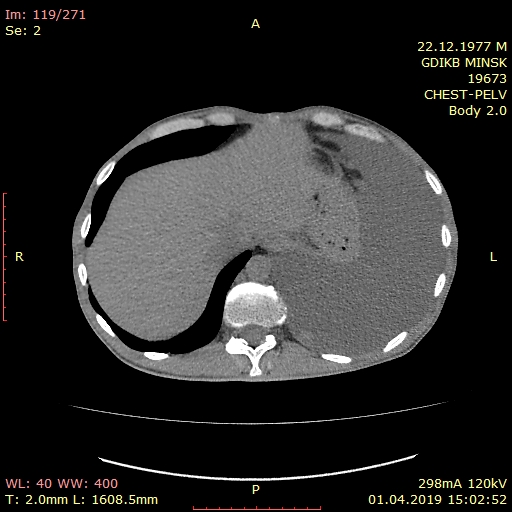 Im: 119/271
Se: 2
A
22.12.1977 M
GDIKB MINSK
19673
CHEST-PELV
Body 2.0
R
L
WL: 40 WW: 400
T: 2.0mm L: 1608.5mm
P
298mA 120kV
01.04.2019 15:02:52